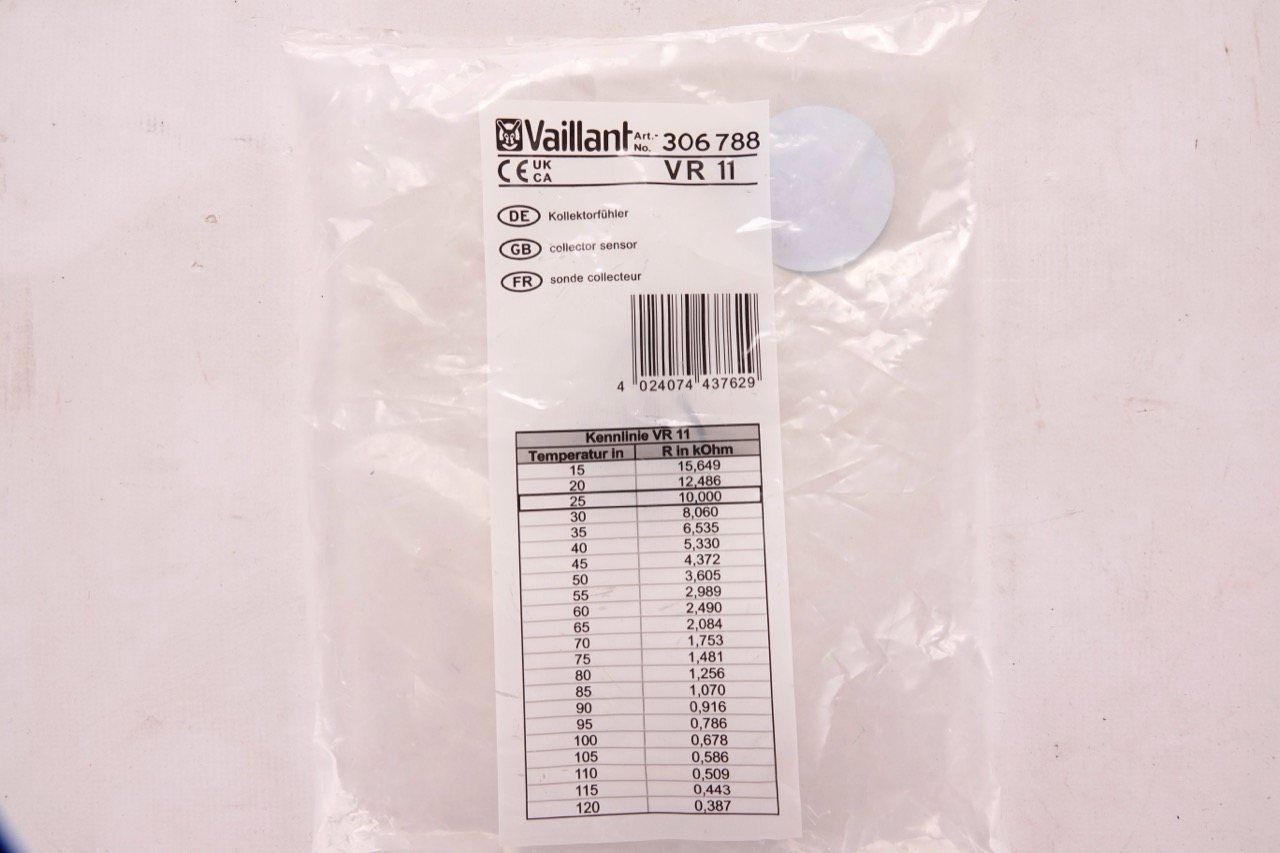 Vaillant Art.-No. 306 788
CE UK CA VR 11
DE Kollektorfühler
GB collector sensor
FR sonde collecteur
4 024074 437629
Kennlinie VR 11
Temperatur in R in kOhm
15 15,649
20 12,486
25 10,000
30 8,060
35 6,535
40 5,330
45 4,372
50 3,605
55 2,989
60 2,490
65 2,084
70 1,753
75 1,481
80 1,256
85 1,070
90 0,916
95 0,786
100 0,678
105 0,586
110 0,509
115 0,443
120 0,387